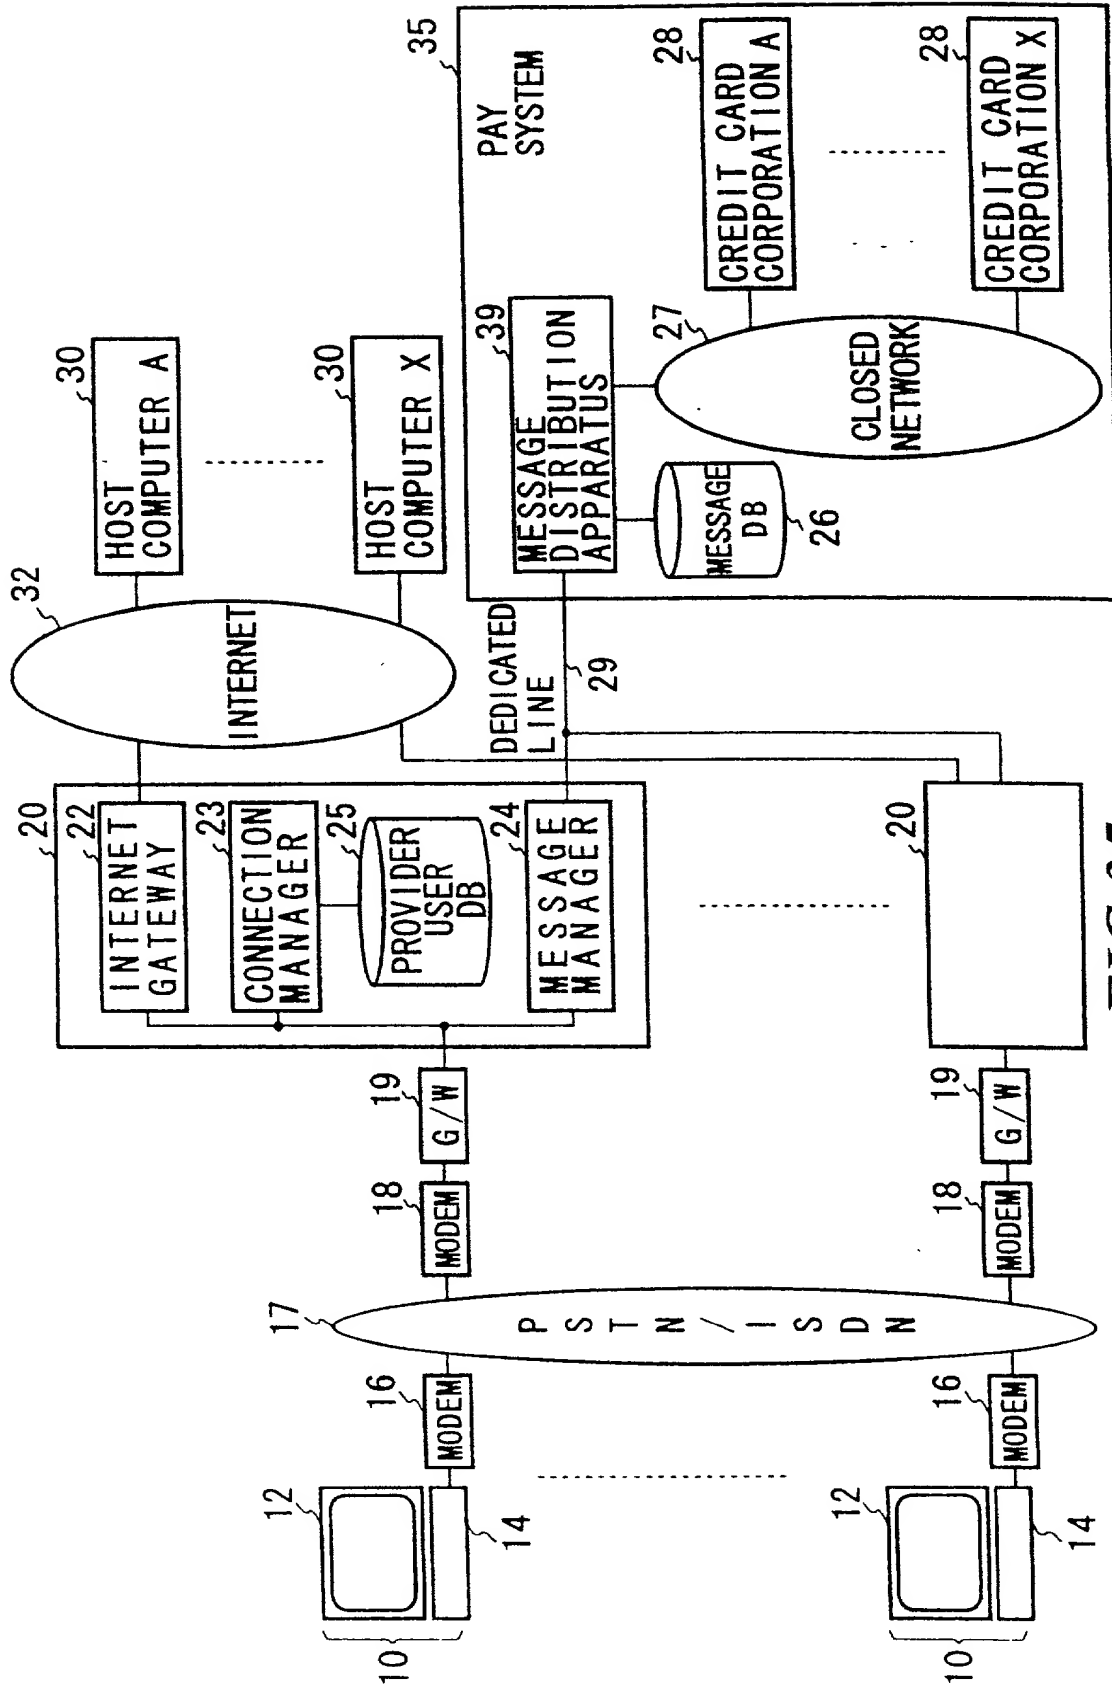 35
PAY
SYSTEM
28
CREDIT CARD
CORPORATION A
28
CREDIT CARD
CORPORATION X
27
CLOSED
NETWORK
39
MESSAGE
DISTRIBUTION
APPARATUS
MESSAGE
DB
26
30
HOST
COMPUTER A
30
HOST
COMPUTER X
32
INTERNET
DEDICATED
LINE
29
20
22
INTERNET
GATEWAY
23
CONNECTION
MANAGER
25
PROVIDER
USER
DB
24
MESSAGE
MANAGER
20
19
G/W
19
G/W
18
MODEM
18
MODEM
17
PSTN/ISDN
16
MODEM
16
MODEM
12
14
10
12
14
10